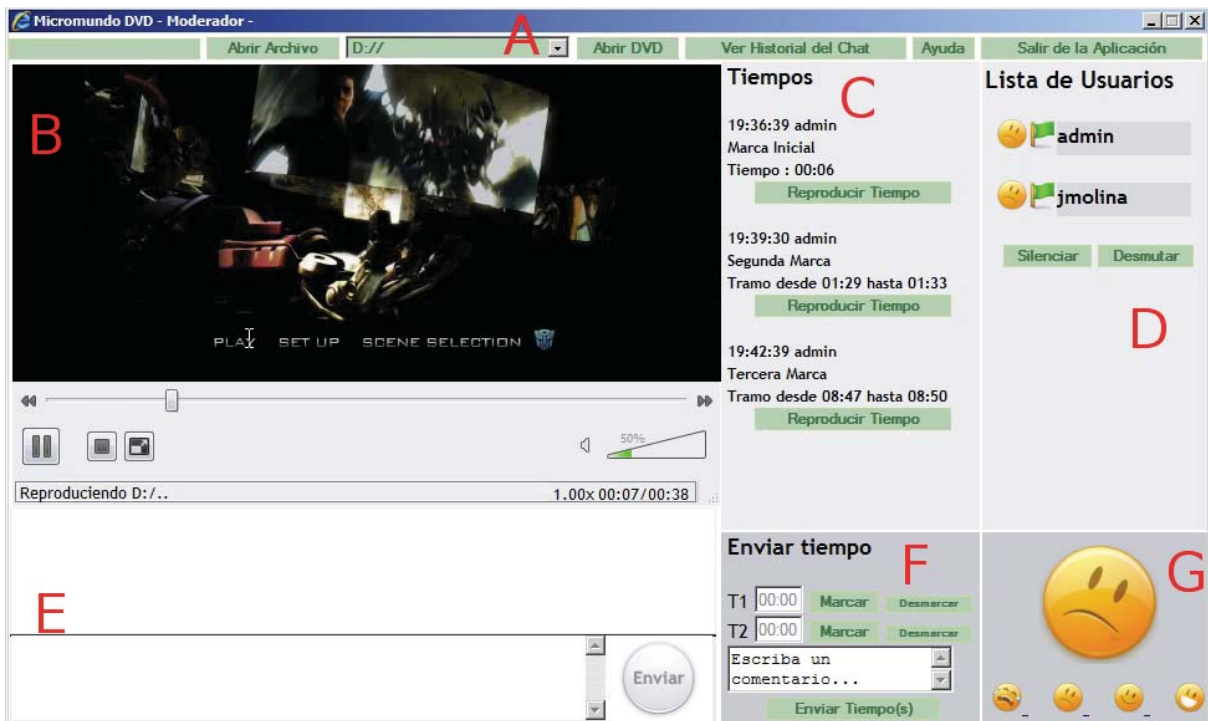 Micromundo DVD - Moderador -
A
Abrir Archivo
D://
Abrir DVD
Ver Historial del Chat
Ayuda
Salir de la Aplicación
B
PLAY SET UP SCENE SELECTION
Reproduciendo D:/..
50%
1.00x 00:07/00:38
Tiempos
C
19:36:39 admin
Marca Inicial
Tiempo : 00:06
Reproducir Tiempo
19:39:30 admin
Segunda Marca
Tramo desde 01:29 hasta 01:33
Reproducir Tiempo
19:42:39 admin
Tercera Marca
Tramo desde 08:47 hasta 08:50
Reproducir Tiempo
Lista de Usuarios
admin
jmolina
Silenciar Desmutar
D
E
Enviar
Enviar tiempo
F
T1 00:00 Marcar Desmarcar
T2 00:00 Marcar Desmarcar
Escriba un
comentario...
Enviar Tiempo(s)
G